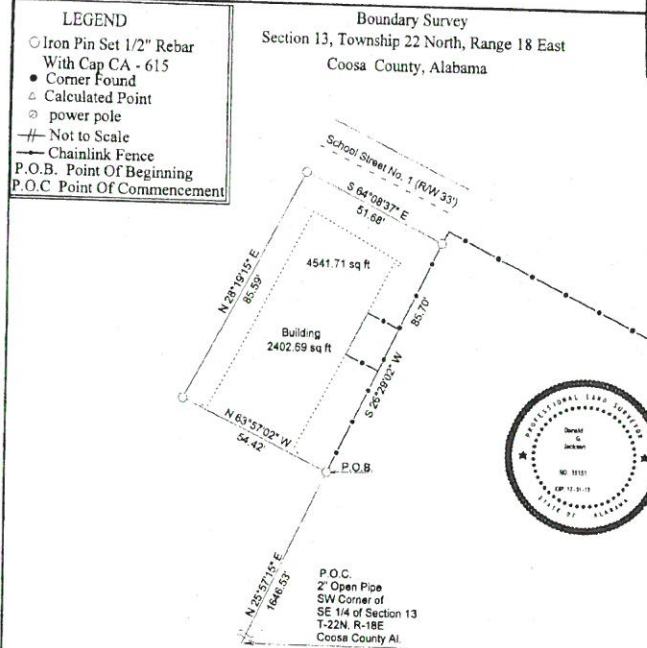 LEGEND
Iron Pin Set 1/2" Rebar
With Cap CA - 615
Corner Found
Calculated Point
power pole
Not to Scale
Chainlink Fence
P.O.B. Point Of Beginning
P.O.C Point Of Commencement
Boundary Survey
Section 13, Township 22 North, Range 18 East
Coosa County, Alabama
School Street No. 1 (R/W 33')
S 64°08'37" E
51.68'
N 28°19'15" E
85.59'
4541.71 sq ft
Building
2402.69 sq ft
85.70'
S 26°29'02" W
N 63°57'02" W
54.42'
P.O.B.
N 25°57'15" E
1646.53'
P.O.C.
2" Open Pipe
SW Corner of
SE 1/4 of Section 13
T-22N, R-18E
Coosa County Al.
PROFESSIONAL LAND SURVEYOR
Donald
G
Jackson
STATE OF ALABAMA